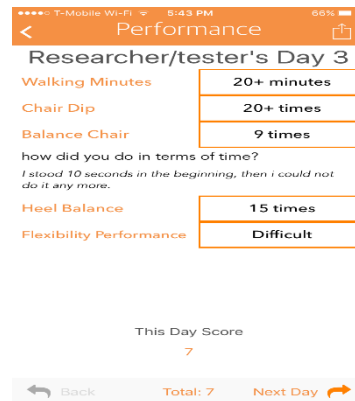 T-Mobile Wi-Fi 5:43 PM 66%
Performance
Researcher/tester's Day 3
Walking Minutes 20+ minutes
Chair Dip 20+ times
Balance Chair 9 times
how did you do in terms of time?
I stood 10 seconds in the beginning, then i could not
do it any more.
Heel Balance 15 times
Flexibility Performance Difficult
This Day Score
7
Back Total: 7 Next Day